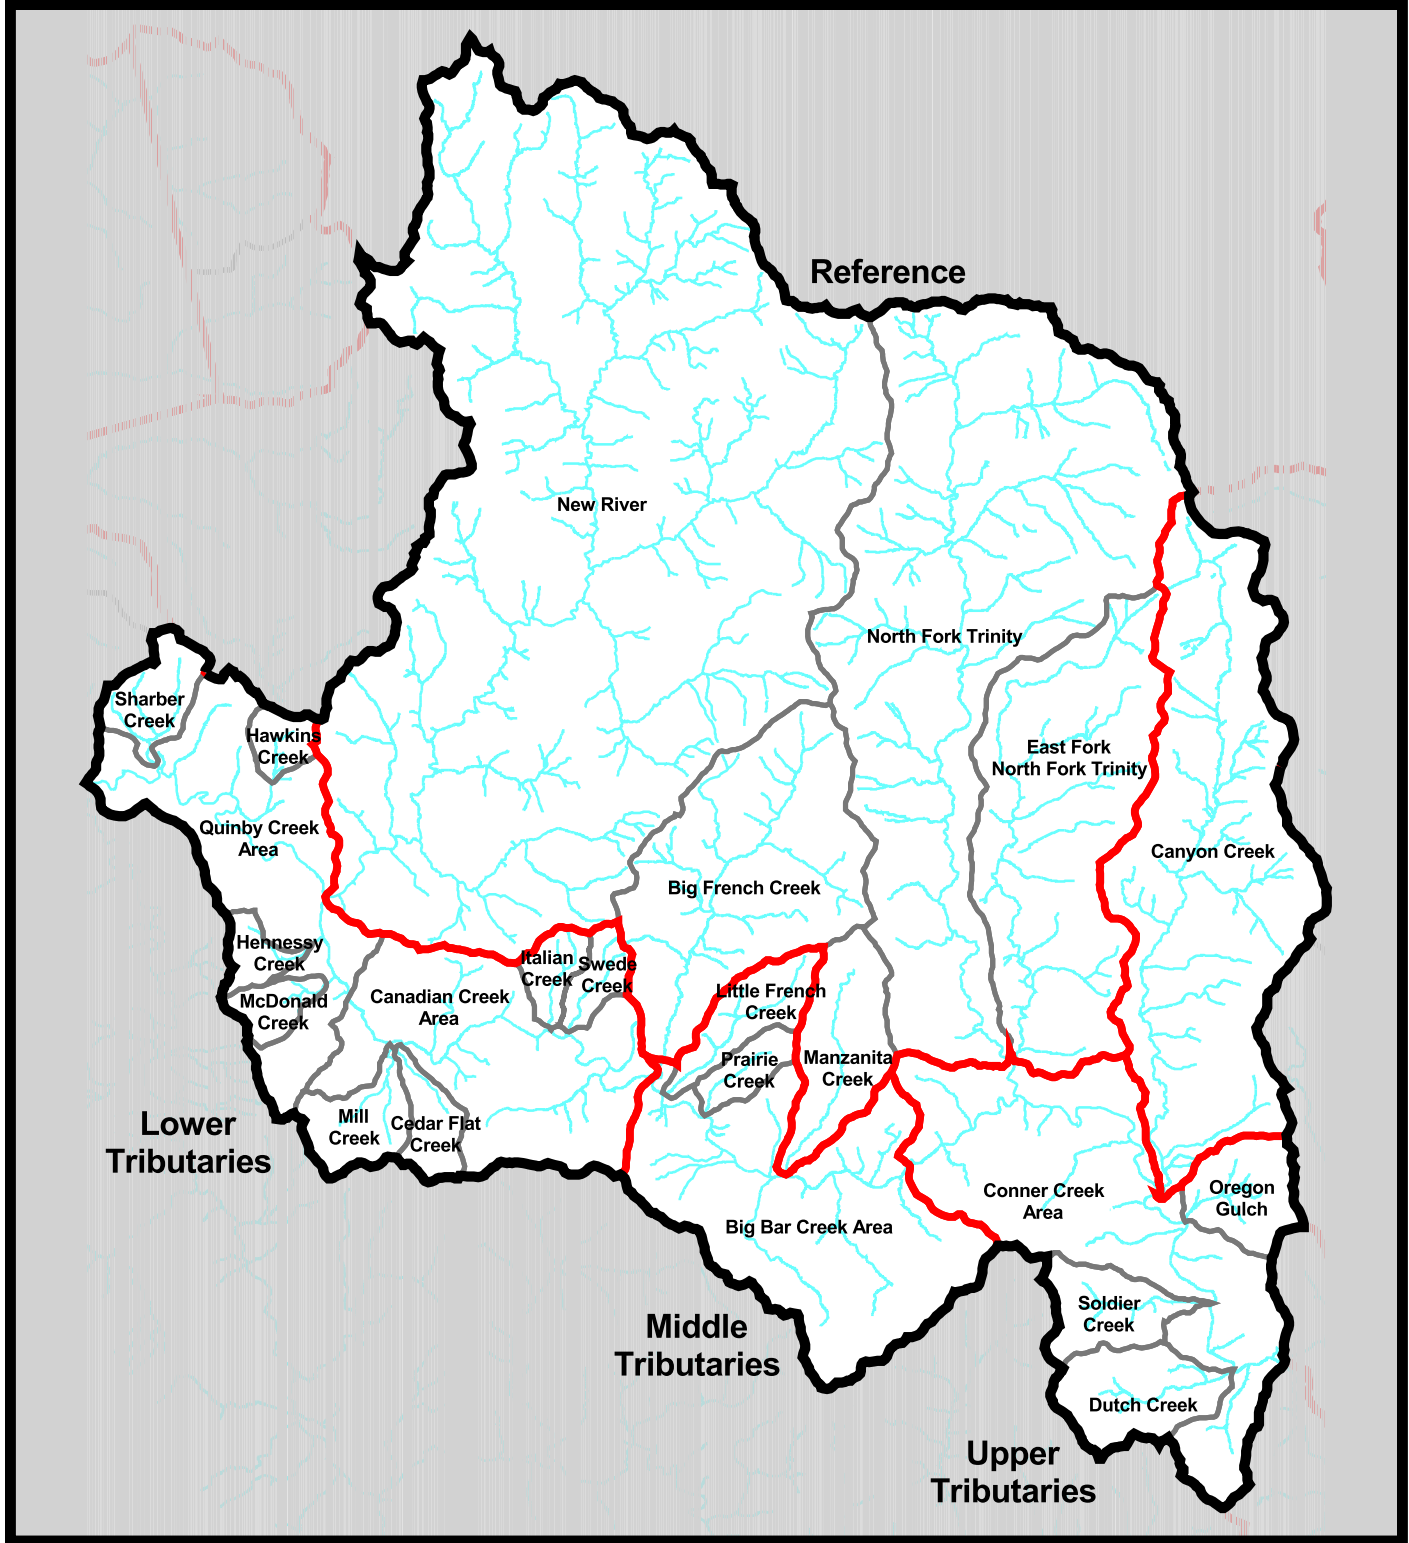 Reference
New River
North Fork Trinity
Sharber
Creek
Hawkins
Creek
East Fork
North Fork Trinity
Quinby Creek
Area
Canyon Creek
Big French Creek
Hennessy
Creek
Italian
Creek
Swede
Creek
McDonald
Creek
Canadian Creek
Area
Little French
Creek
Prairie
Creek
Manzanita
Creek
Mill
Creek
Cedar Flat
Creek
Lower
Tributaries
Conner Creek
Area
Oregon
Gulch
Big Bar Creek Area
Soldier
Creek
Middle
Tributaries
Dutch Creek
Upper
Tributaries